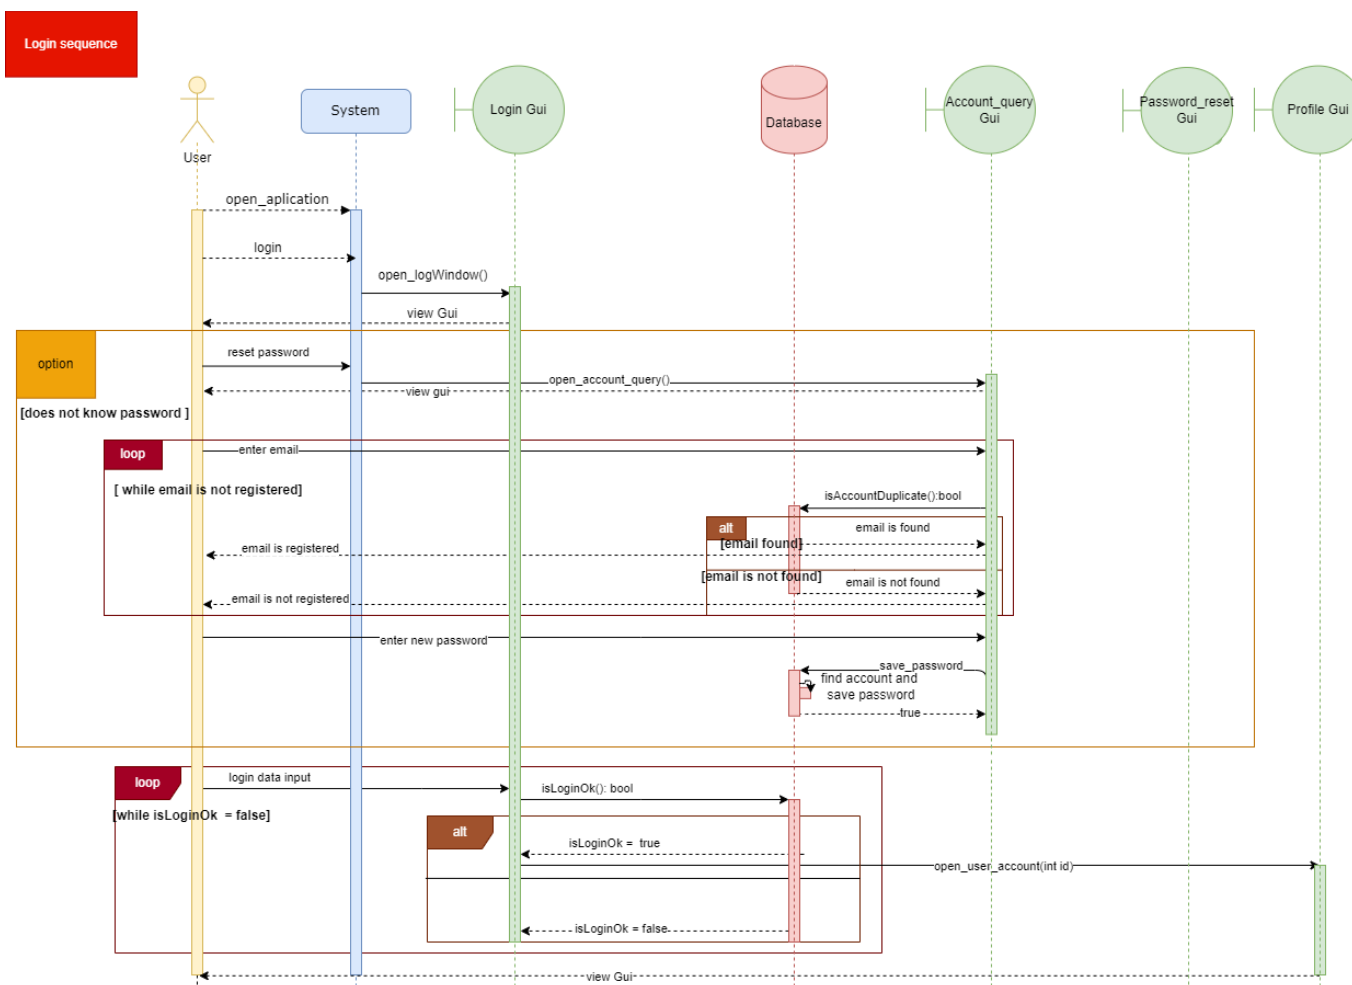 Login sequence
User
System
Login Gui
Database
Account_query
Gui
Password_reset
Gui
Profile Gui
open_aplication
login
open_logWindow()
view Gui
option
reset password
open_account_query()
view gui
[does not know password ]
loop
enter email
[ while email is not registered]
isAccountDuplicate():bool
alt
email is found
[email found]
email is registered
[email is not found]
email is not found
email is not registered
enter new password
save_password
find account and
save password
true
loop
login data input
isLoginOk(): bool
[while isLoginOk  = false]
alt
isLoginOk =  true
open_user_account(int id)
isLoginOk = false
view Gui